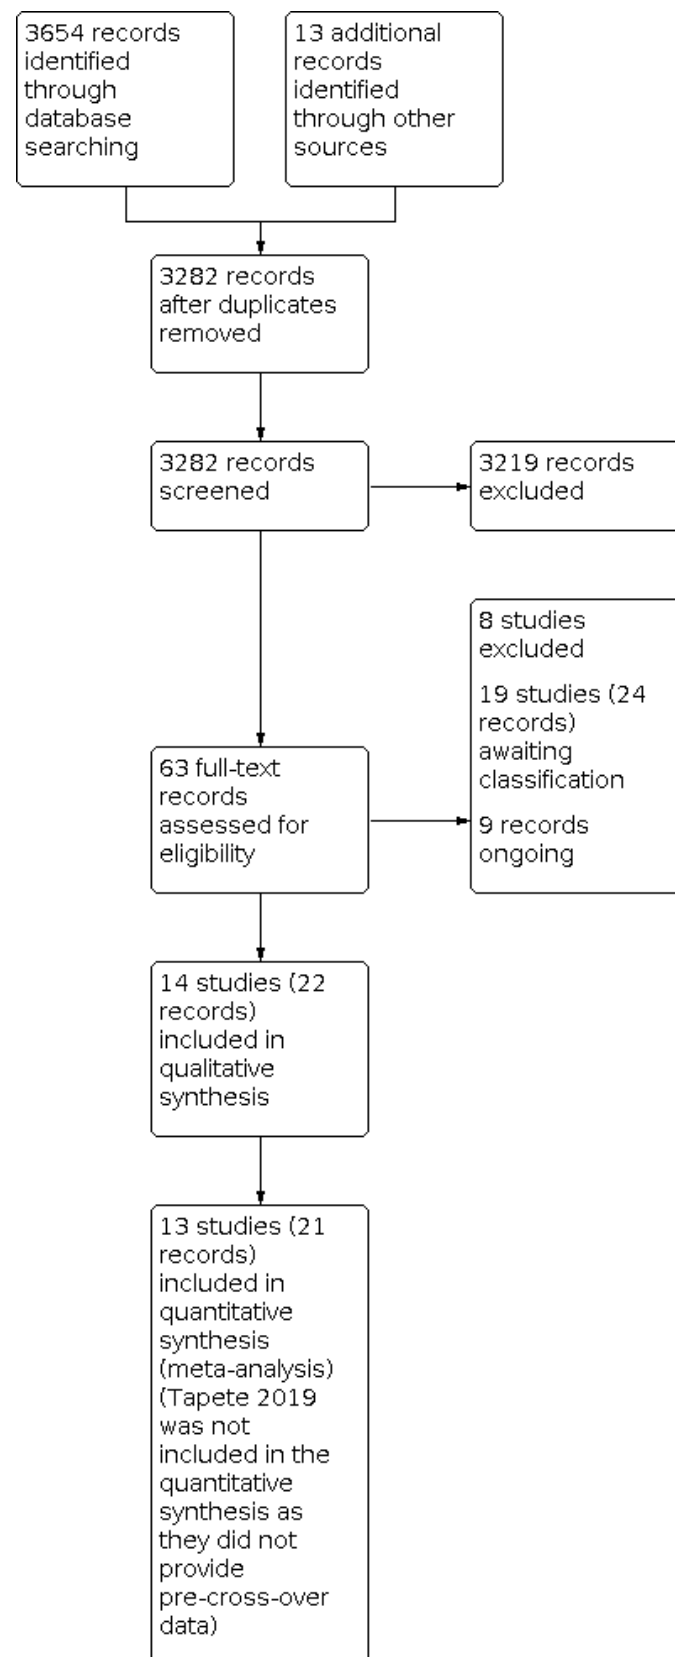 3654 records
identified
through
database
searching
13 additional
records
identified
through other
sources
3282 records
after duplicates
removed
3282 records
screened
3219 records
excluded
8 studies
excluded
19 studies (24
records)
awaiting
classification
9 records
ongoing
63 full-text
records
assessed for
eligibility
14 studies (22
records)
included in
qualitative
synthesis
13 studies (21
records)
included in
quantitative
synthesis
(meta-analysis)
(Tapete 2019
was not
included in the
quantitative
synthesis as
they did not
provide
pre-cross-over
data)